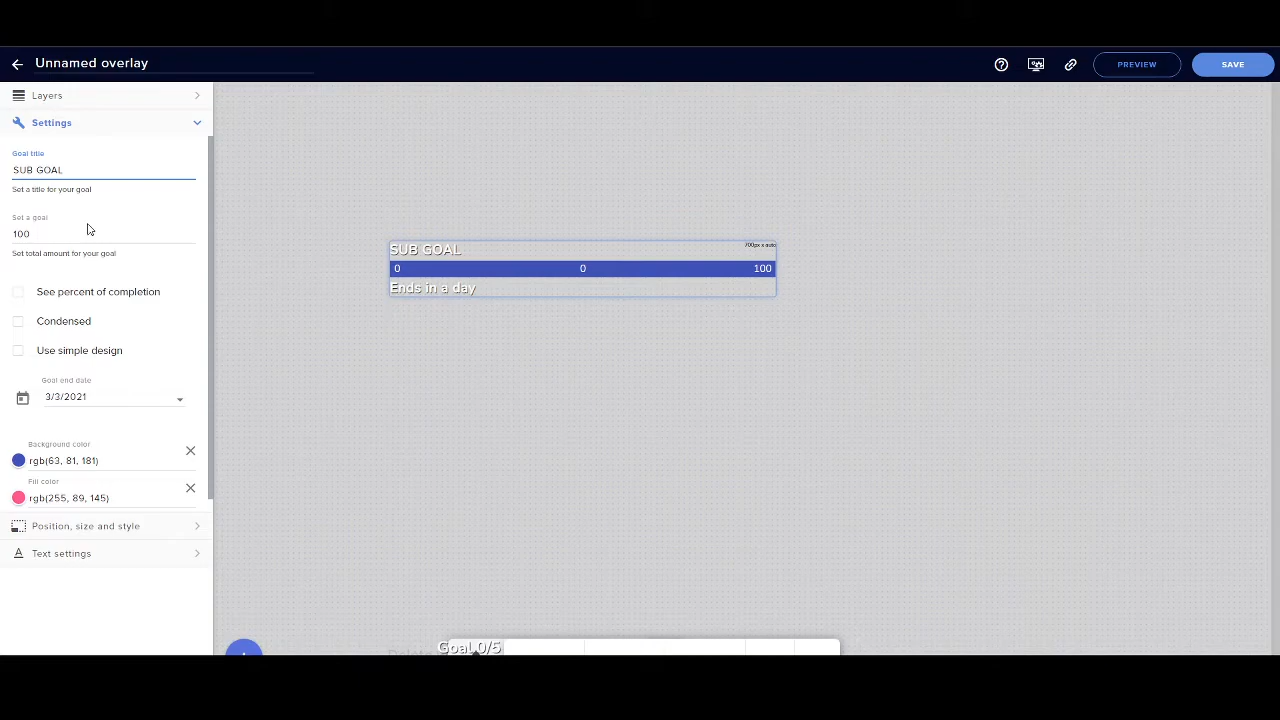 Unnamed overlay
PREVIEW
SAVE
Layers
Settings
Goal title
SUB GOAL
Set a title for your goal
Set a goal
100
Set total amount for your goal
See percent of completion
Condensed
Use simple design
Goal end date
3/3/2021
Background color
rgb(63, 81, 181)
Fill color
rgb(255, 89, 145)
Position, size and style
Text settings
SUB GOAL
700px x auto
0 0 100
Ends in a day
Goal 0/5